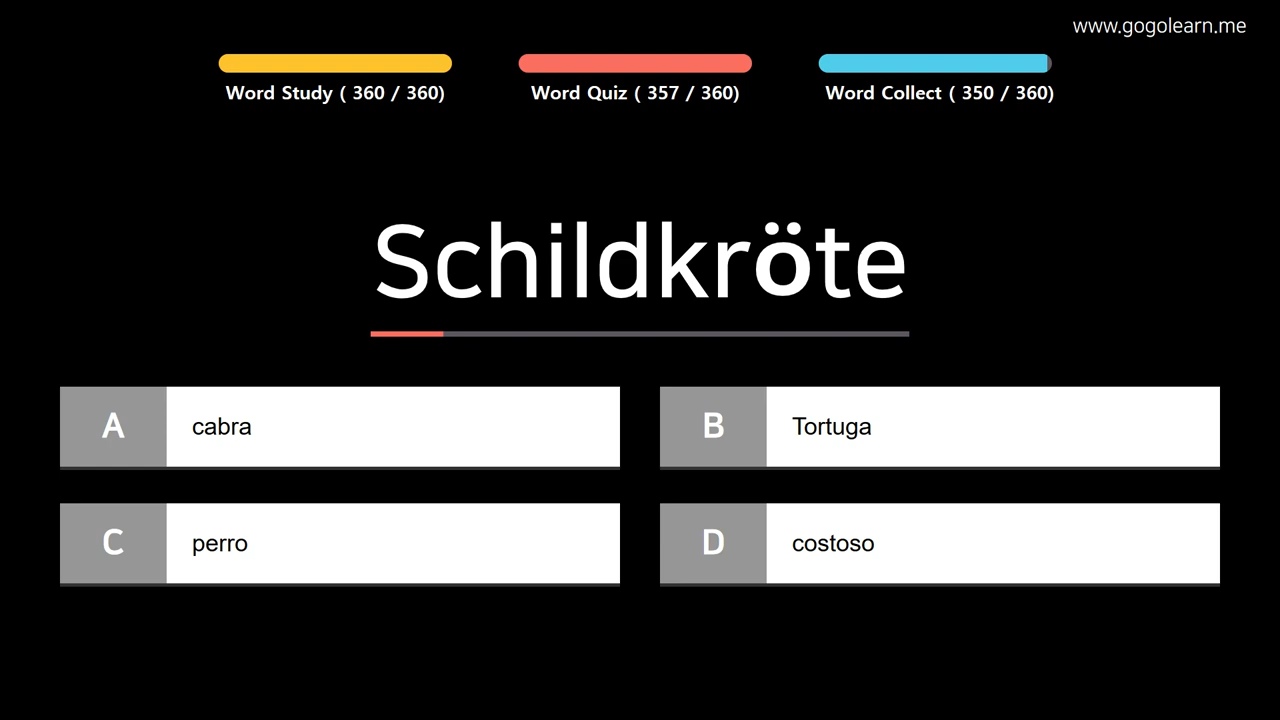 www.gogolearn.me
Word Study ( 360 / 360)
Word Quiz ( 357 / 360)
Word Collect ( 350 / 360)
Schildkröte
A
cabra
B
Tortuga
C
perro
D
costoso